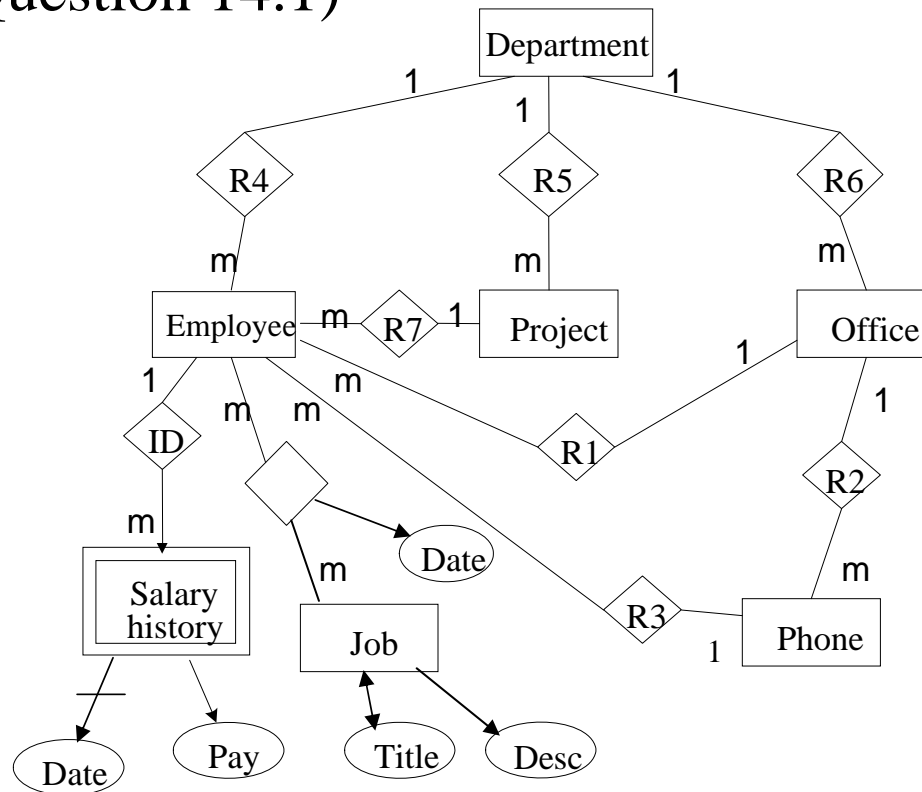 uestion 14.1)
Department
1
1
1
R4
R5
R6
m
m
m
Employee
m
R7
1
Project
Office
1
m
m
m
1
1
ID
R1
R2
m
Date
m
m
Salary
history
Job
R3
1
Phone
Date
Pay
Title
Desc